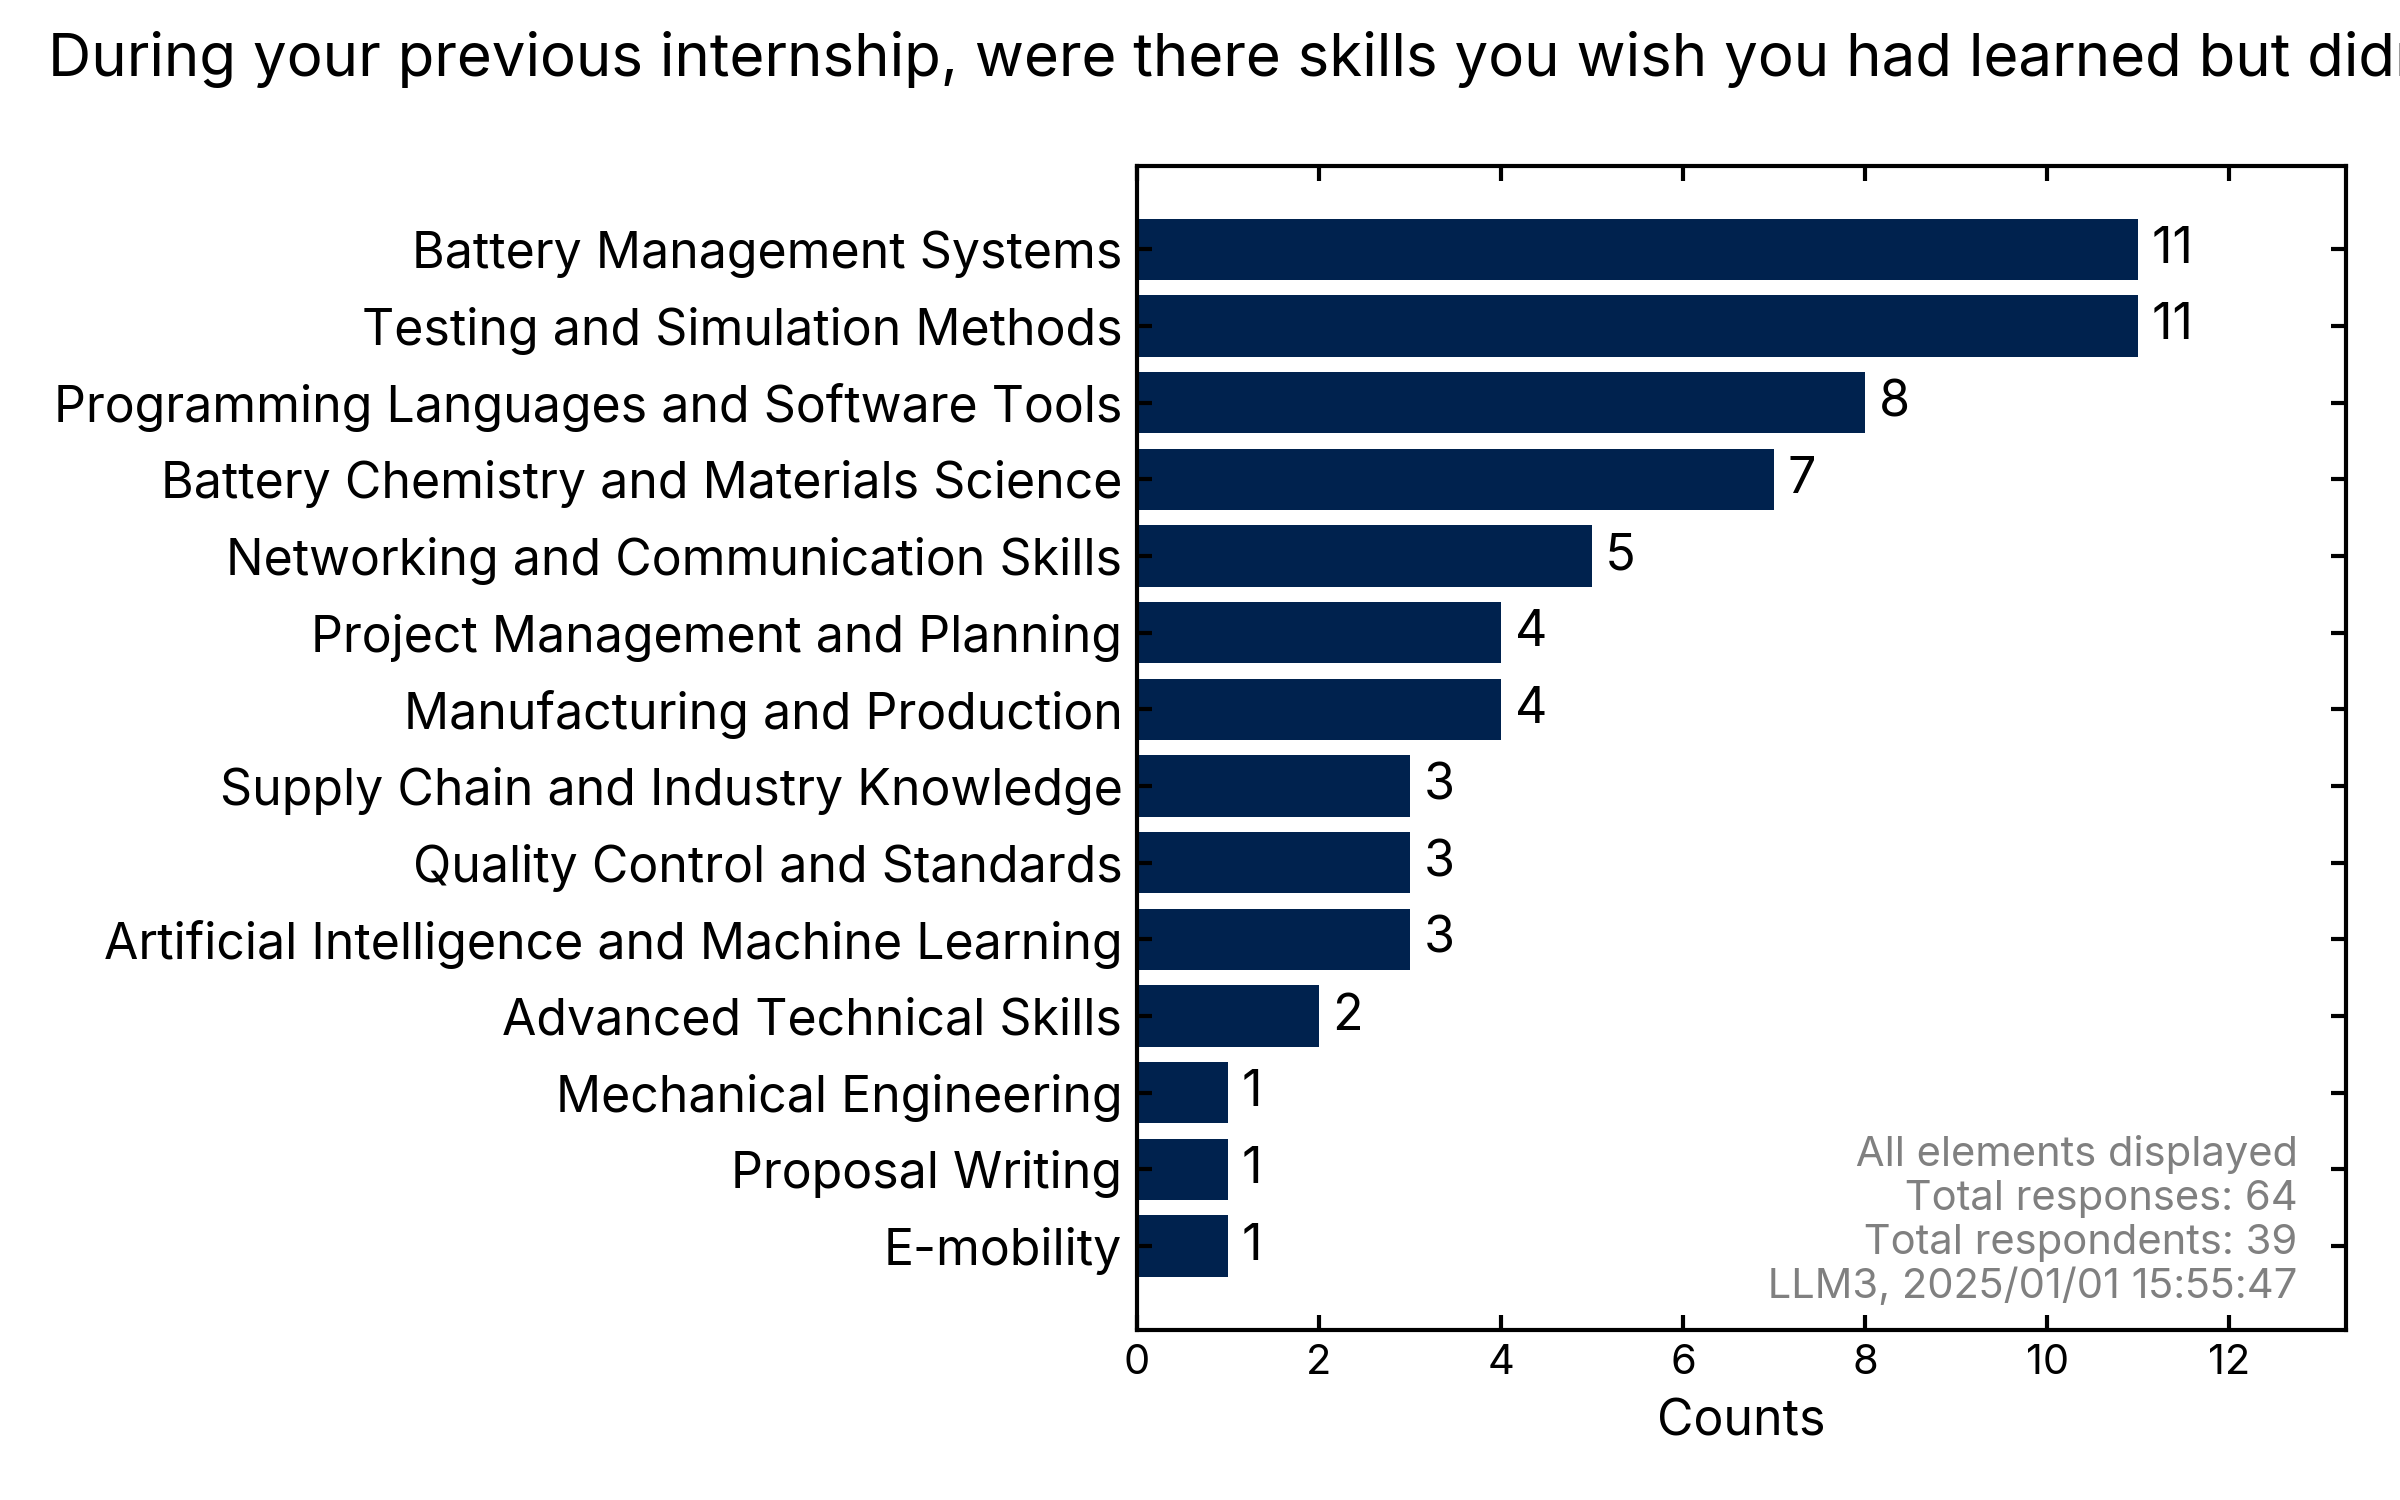 During your previous internship, were there skills you wish you had learned but
Battery Management Systems 11
Testing and Simulation Methods 11
Programming Languages and Software Tools 8
Battery Chemistry and Materials Science 7
Networking and Communication Skills 5
Project Management and Planning 4
Manufacturing and Production 4
Supply Chain and Industry Knowledge 3
Quality Control and Standards 3
Artificial Intelligence and Machine Learning 3
Advanced Technical Skills 2
Mechanical Engineering 1
Proposal Writing 1
E-mobility 1
All elements displayed
Total responses: 64
Total respondents: 39
LLM3, 2025/01/01 15:55:47
0 2 4 6 8 10 12
Counts